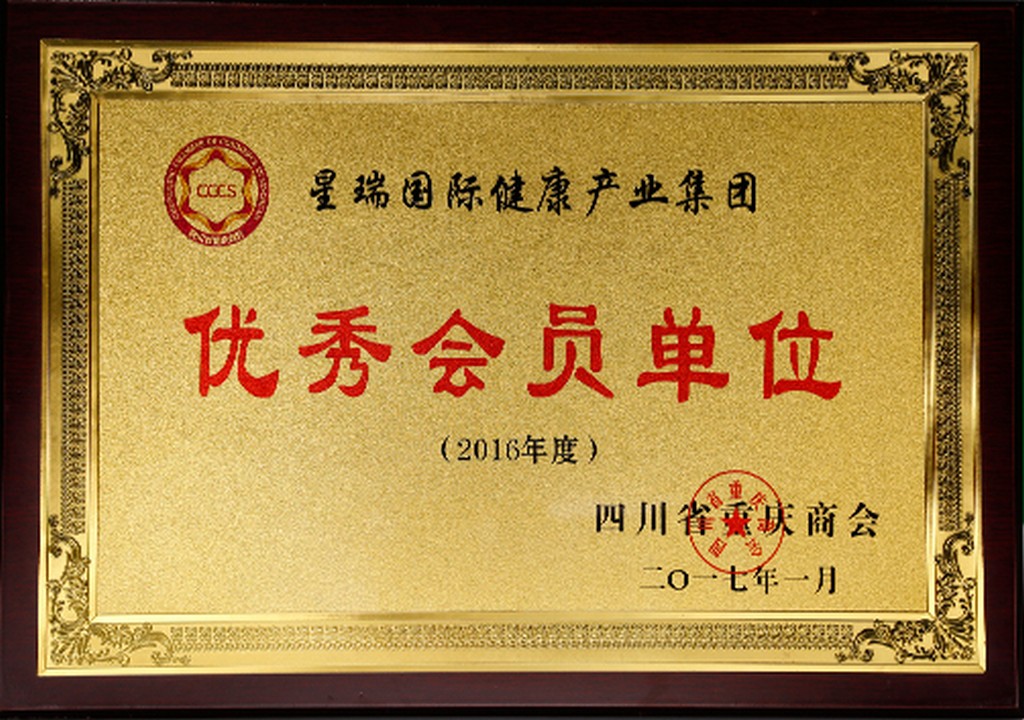 CCCS
星瑞国际健康产业集团
优秀会员单位
（2016年度）
四川省重庆商会
二〇一七年一月